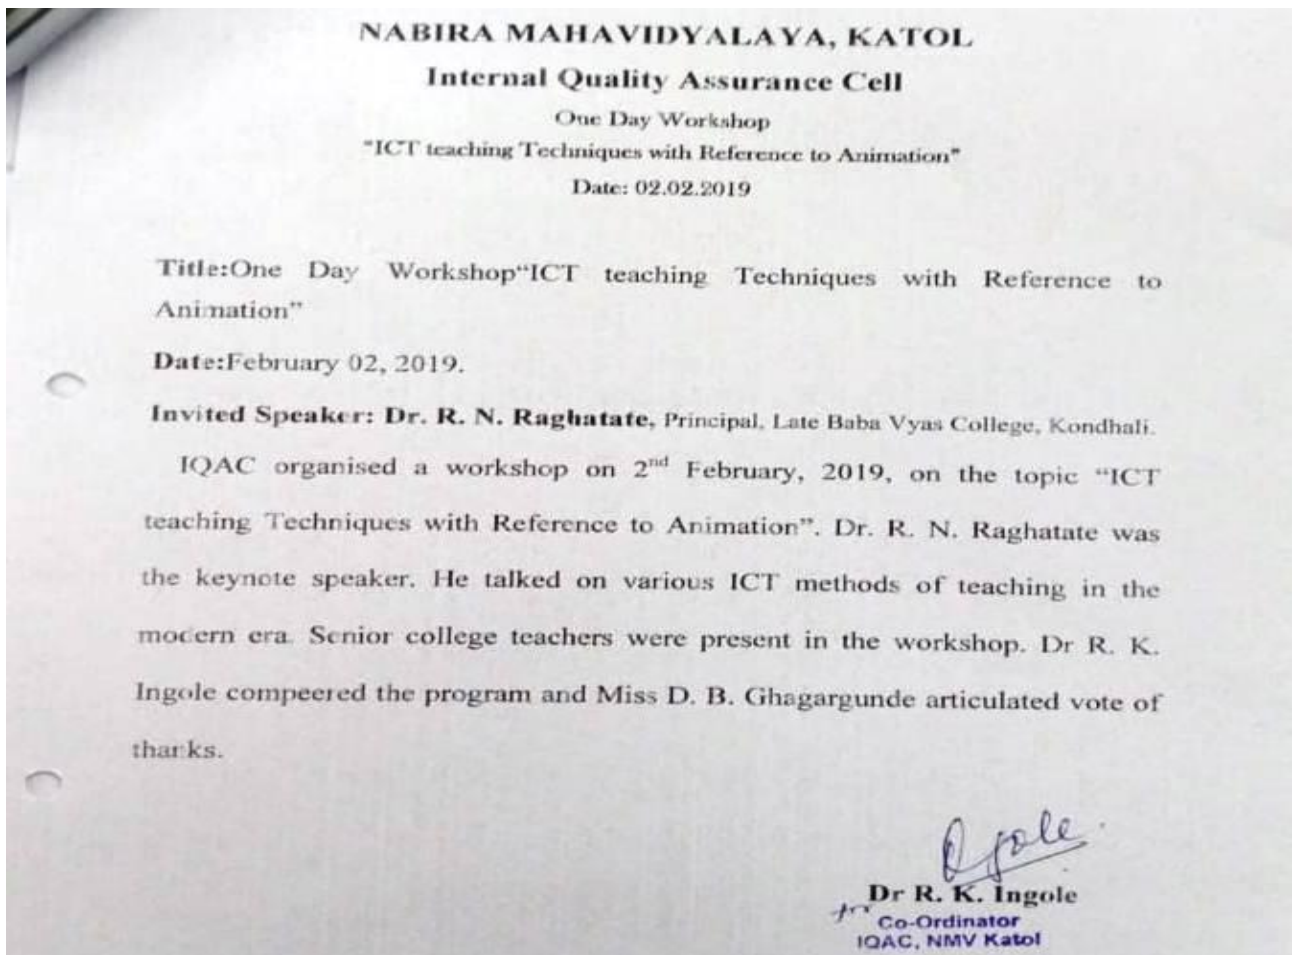 NABIRA MAHAVIDYALAYA, KATOL
Internal Quality Assurance Cell
One Day Workshop
"ICT teaching Techniques with Reference to Animation"
Date: 02.02.2019
Title:One Day Workshop“ICT teaching Techniques with Reference to
Animation”
Date:February 02, 2019.
Invited Speaker: Dr. R. N. Raghatate, Principal, Late Baba Vyas College, Kondhali.
IQAC organised a workshop on 2nd February, 2019, on the topic “ICT
teaching Techniques with Reference to Animation”. Dr. R. N. Raghatate was
the keynote speaker. He talked on various ICT methods of teaching in the
modern era. Senior college teachers were present in the workshop. Dr R. K.
Ingole compeered the program and Miss D. B. Ghagargunde articulated vote of
thanks.
Dr R. K. Ingole
Co-Ordinator
IQAC, NMV Katol